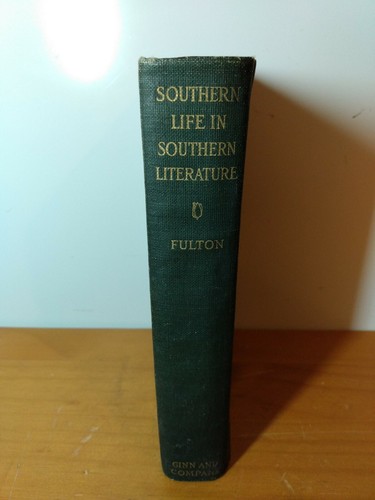 SOUTHERN
LIFE IN
SOUTHERN
LITERATURE
FULTON
GINN AND
COMPANY